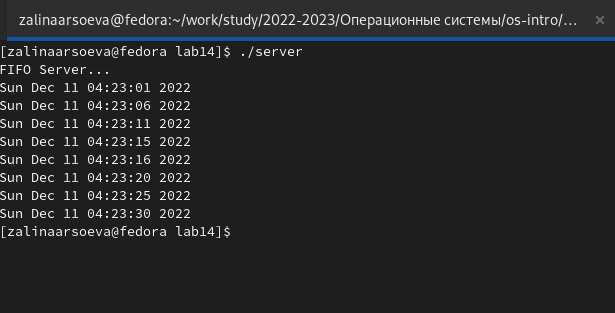 zalinaarsoeva@fedora:~/work/study/2022-2023/Операционные системы/os-intro/...
[zalinaarsoeva@fedora lab14]$ ./server
FIFO Server...
Sun Dec 11 04:23:01 2022
Sun Dec 11 04:23:06 2022
Sun Dec 11 04:23:11 2022
Sun Dec 11 04:23:15 2022
Sun Dec 11 04:23:16 2022
Sun Dec 11 04:23:20 2022
Sun Dec 11 04:23:25 2022
Sun Dec 11 04:23:30 2022
[zalinaarsoeva@fedora lab14]$